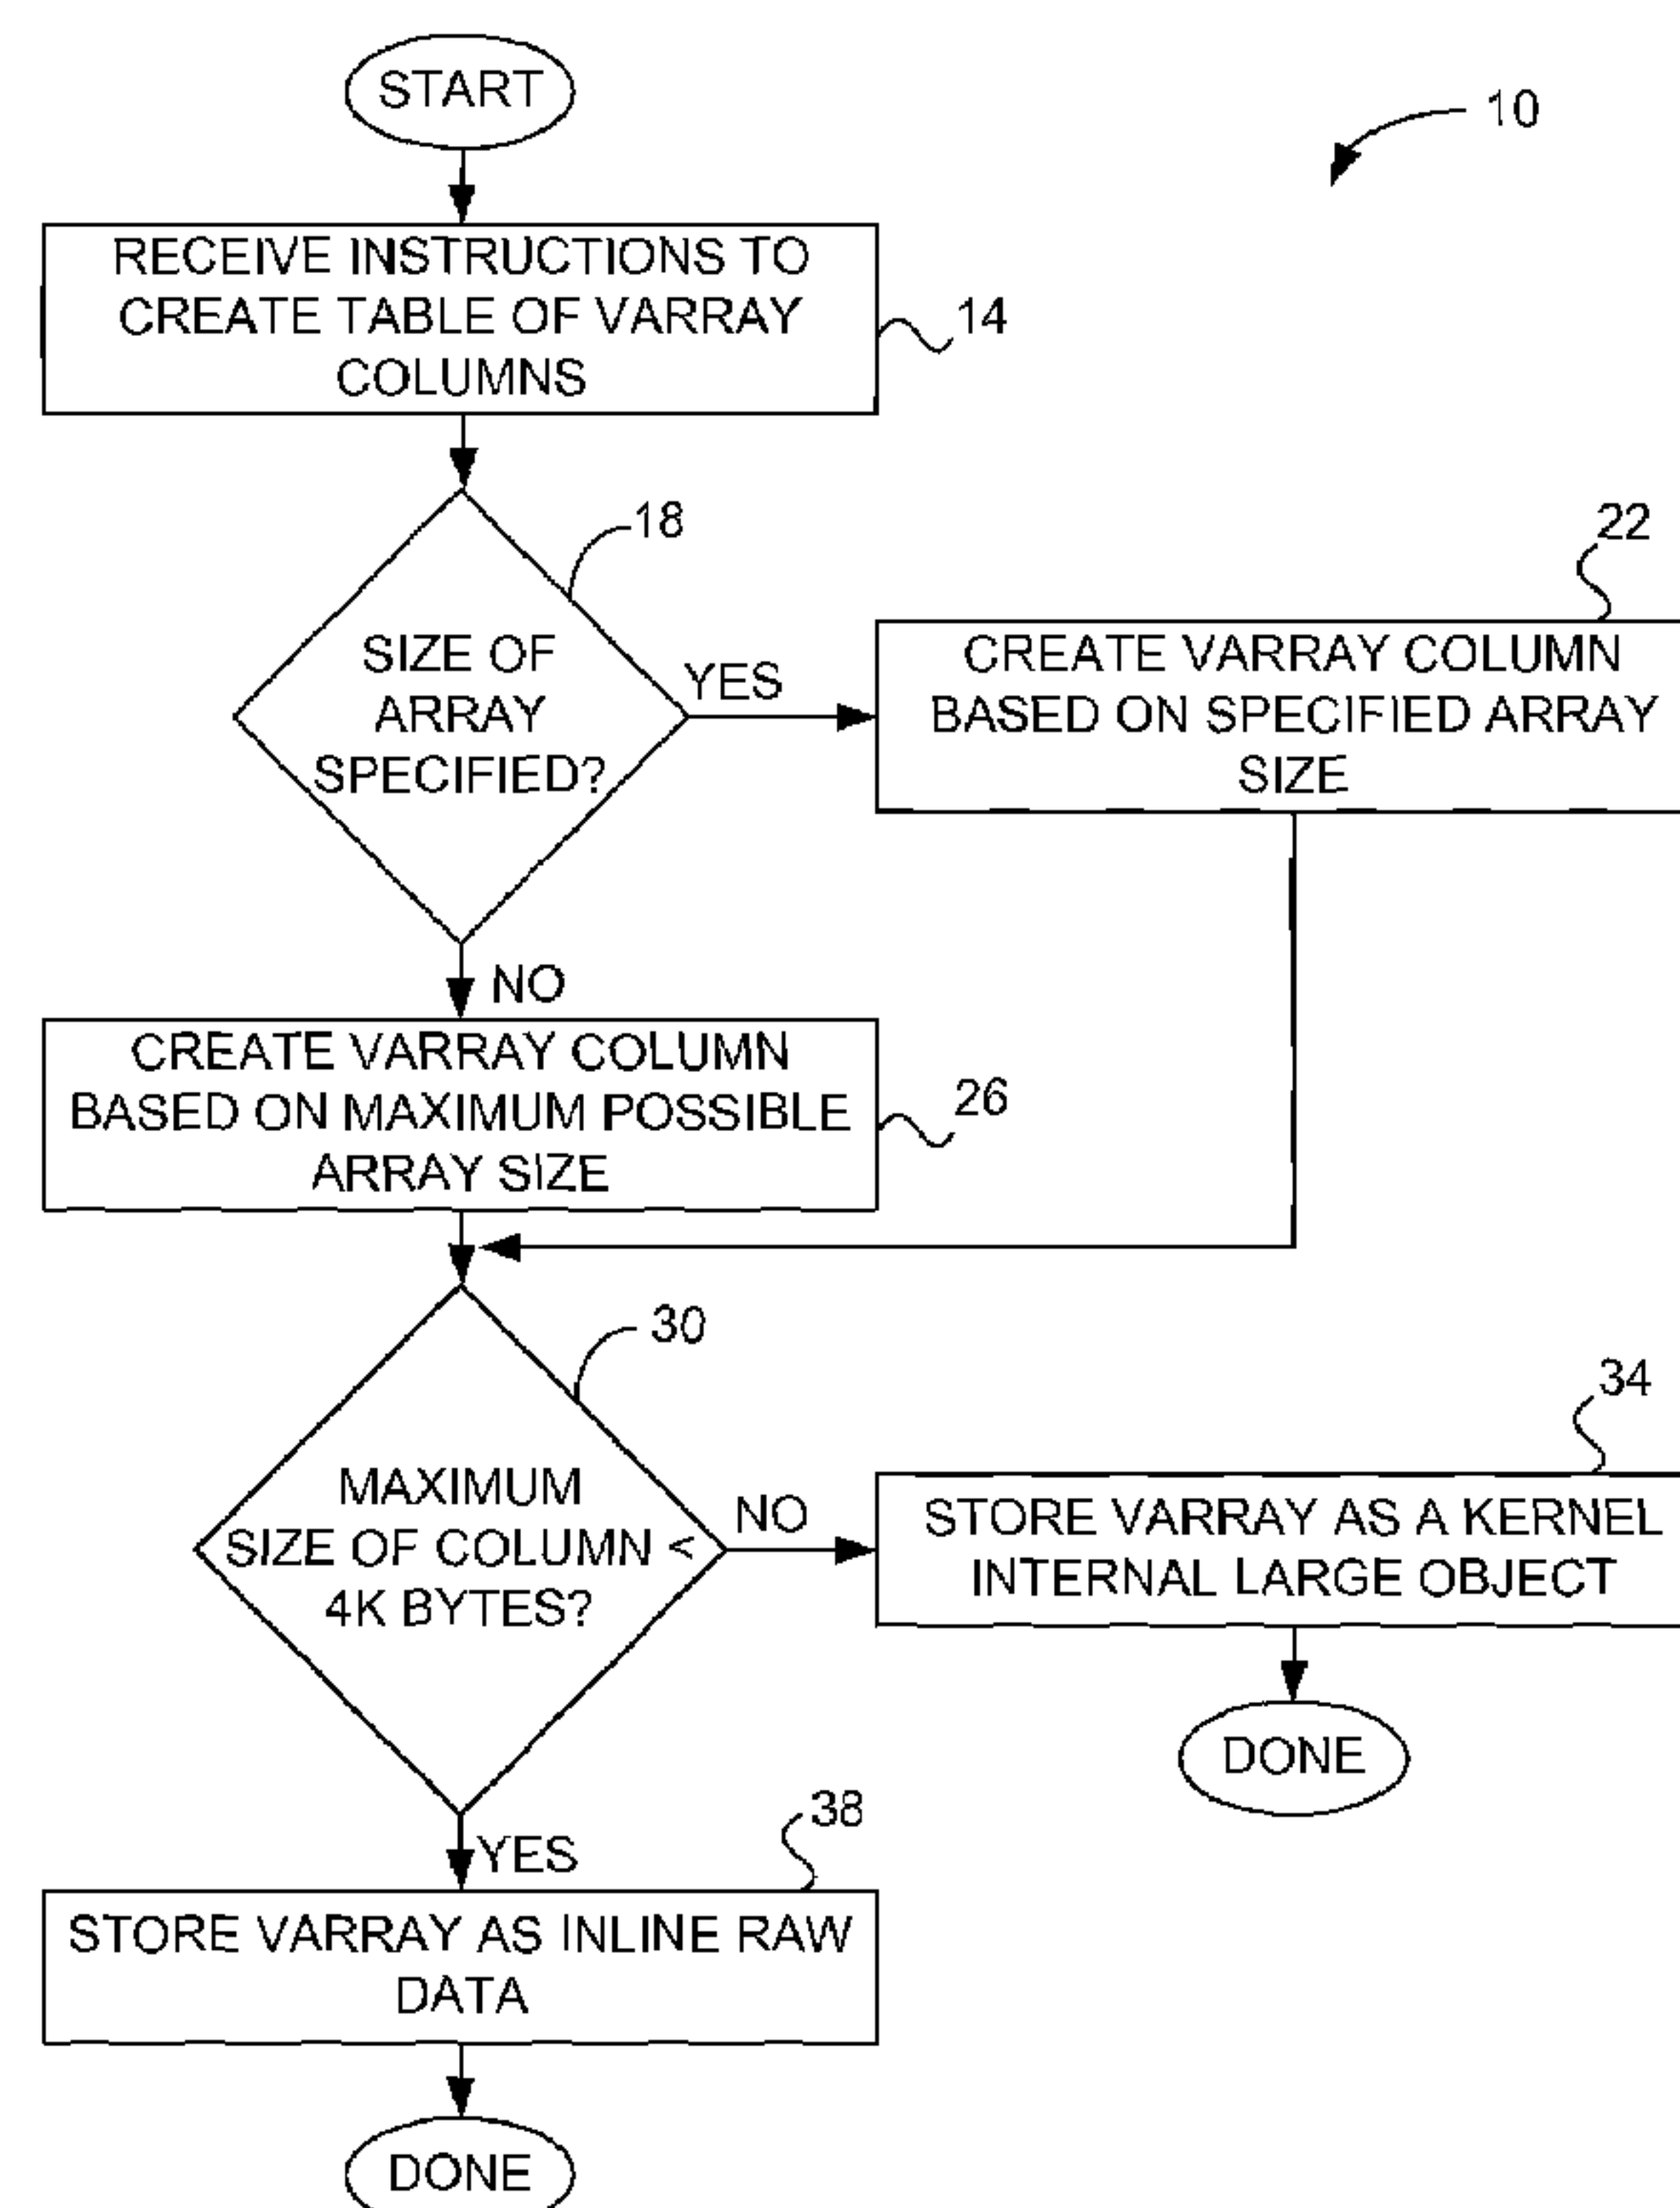 START
10
RECEIVE INSTRUCTIONS TO
CREATE TABLE OF VARRAY
COLUMNS
14
18
SIZE OF
ARRAY
SPECIFIED?
YES
22
CREATE VARRAY COLUMN
BASED ON SPECIFIED ARRAY
SIZE
NO
CREATE VARRAY COLUMN
BASED ON MAXIMUM POSSIBLE
ARRAY SIZE
26
30
MAXIMUM
SIZE OF COLUMN <
4K BYTES?
NO
34
STORE VARRAY AS A KERNEL
INTERNAL LARGE OBJECT
DONE
YES
38
STORE VARRAY AS INLINE RAW
DATA
DONE